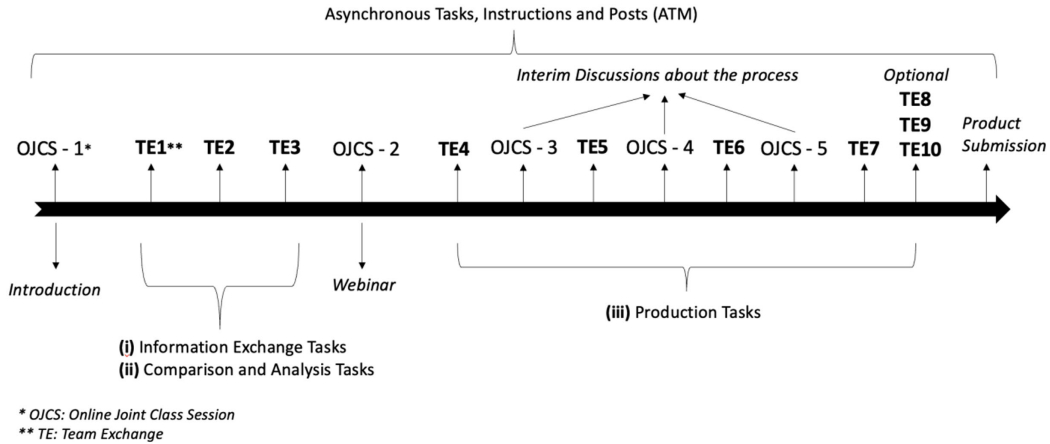 Asynchronous Tasks, Instructions and Posts (ATM)
Interim Discussions about the process
Optional
TE8
TE9
Product
Submission
OJCS - 1*
TE1**
TE2
TE3
OJCS - 2
TE4
OJCS - 3
TE5
OJCS - 4
TE6
OJCS - 5
TE7
TE10
Introduction
Webinar
(i) Information Exchange Tasks
(ii) Comparison and Analysis Tasks
(iii) Production Tasks
* OJCS: Online Joint Class Session
** TE: Team Exchange